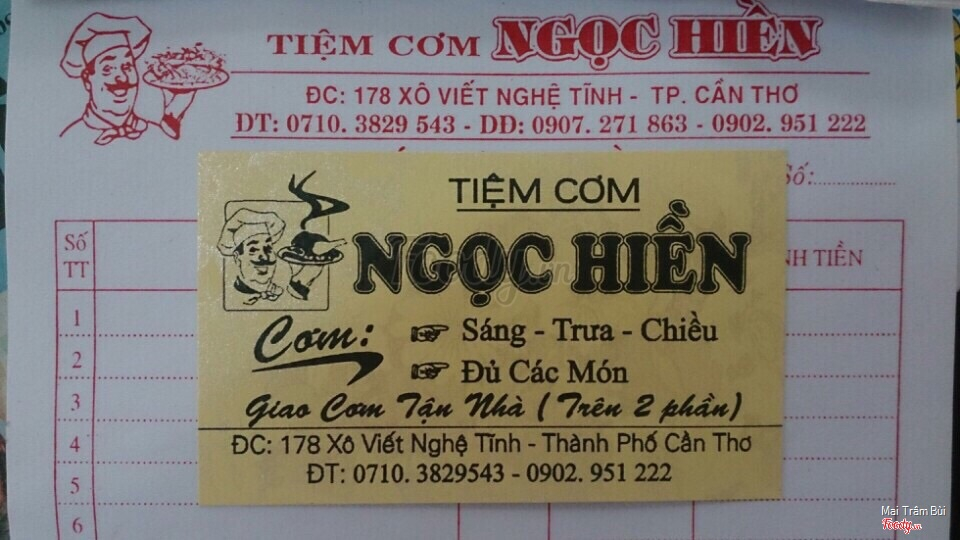 TIỆM CƠM NGỌC HIỀN
ĐC: 178 XÔ VIẾT NGHỆ TĨNH - TP. CẦN THƠ
DT: 0710. 3829 543 - DĐ: 0907. 271 863 - 0902. 951 222
Số:
Số TT
NH TIỀN
1
2
3
4
5
6
TIỆM CƠM
NGỌC HIỀN
Cơm: Sáng - Trưa - Chiều
Đủ Các Món
Giao Cơm Tận Nhà (Trên 2 phần)
ĐC: 178 Xô Viết Nghệ Tĩnh - Thành Phố Cần Thơ
ĐT: 0710. 3829543 - 0902. 951 222
Mai Trâm Bùi
Foody.vn